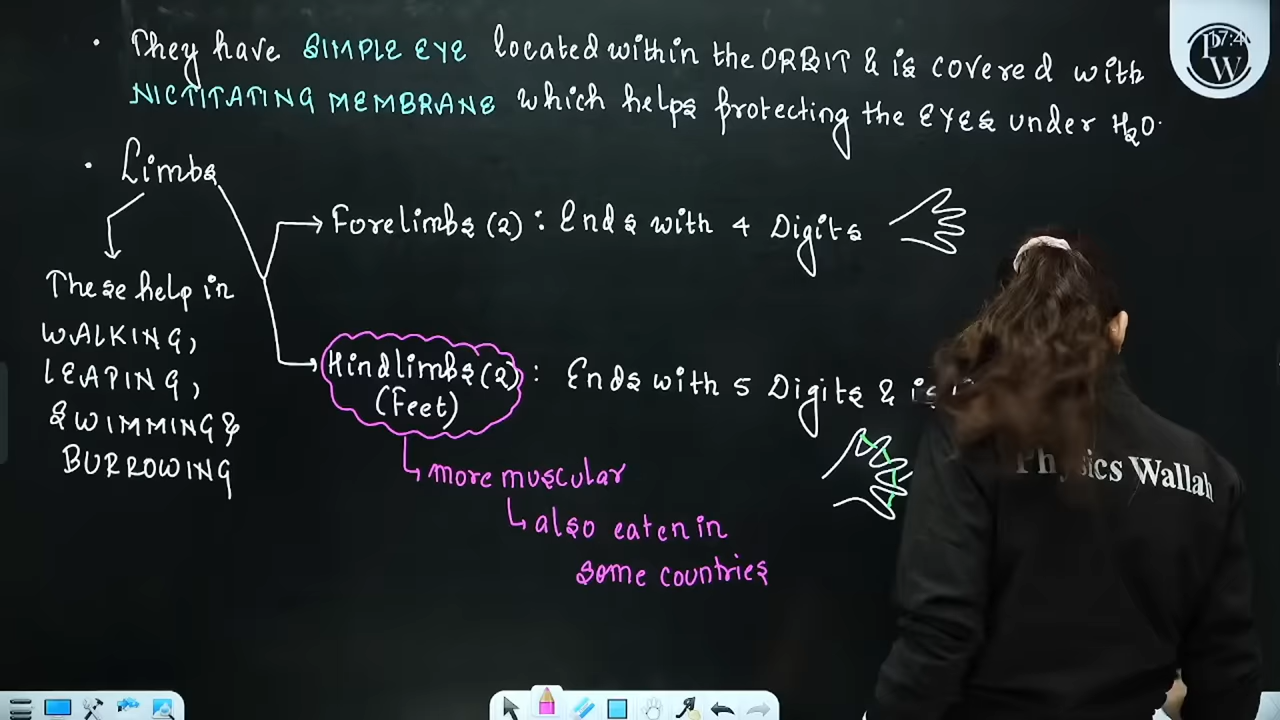 • They have SIMPLE EYE located within the ORBIT & is covered with
NICTITATING MEMBRANE which helps protecting the EYES under H₂O.
• Limbs
Forelimbs (2) : Ends with 4 Digits
These help in
WALKING,
LEAPING,
SWIMMING &
BURROWING
Hindlimbs (2) : Ends with 5 Digits & is
(Feet)
more muscular
also eaten in
some countries
Physics Wallah